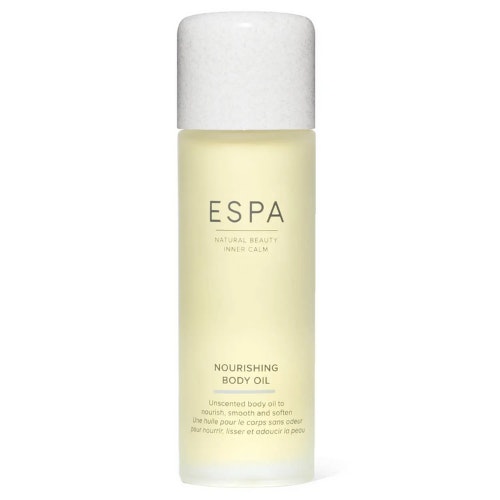 ESPA
NATURAL BEAUTY
INNER CALM
NOURISHING
BODY OIL
Unscented body oil to
nourish, smooth and soften
Une huile pour le corps sans odeur
pour nourrir, lisser et adoucir la peau